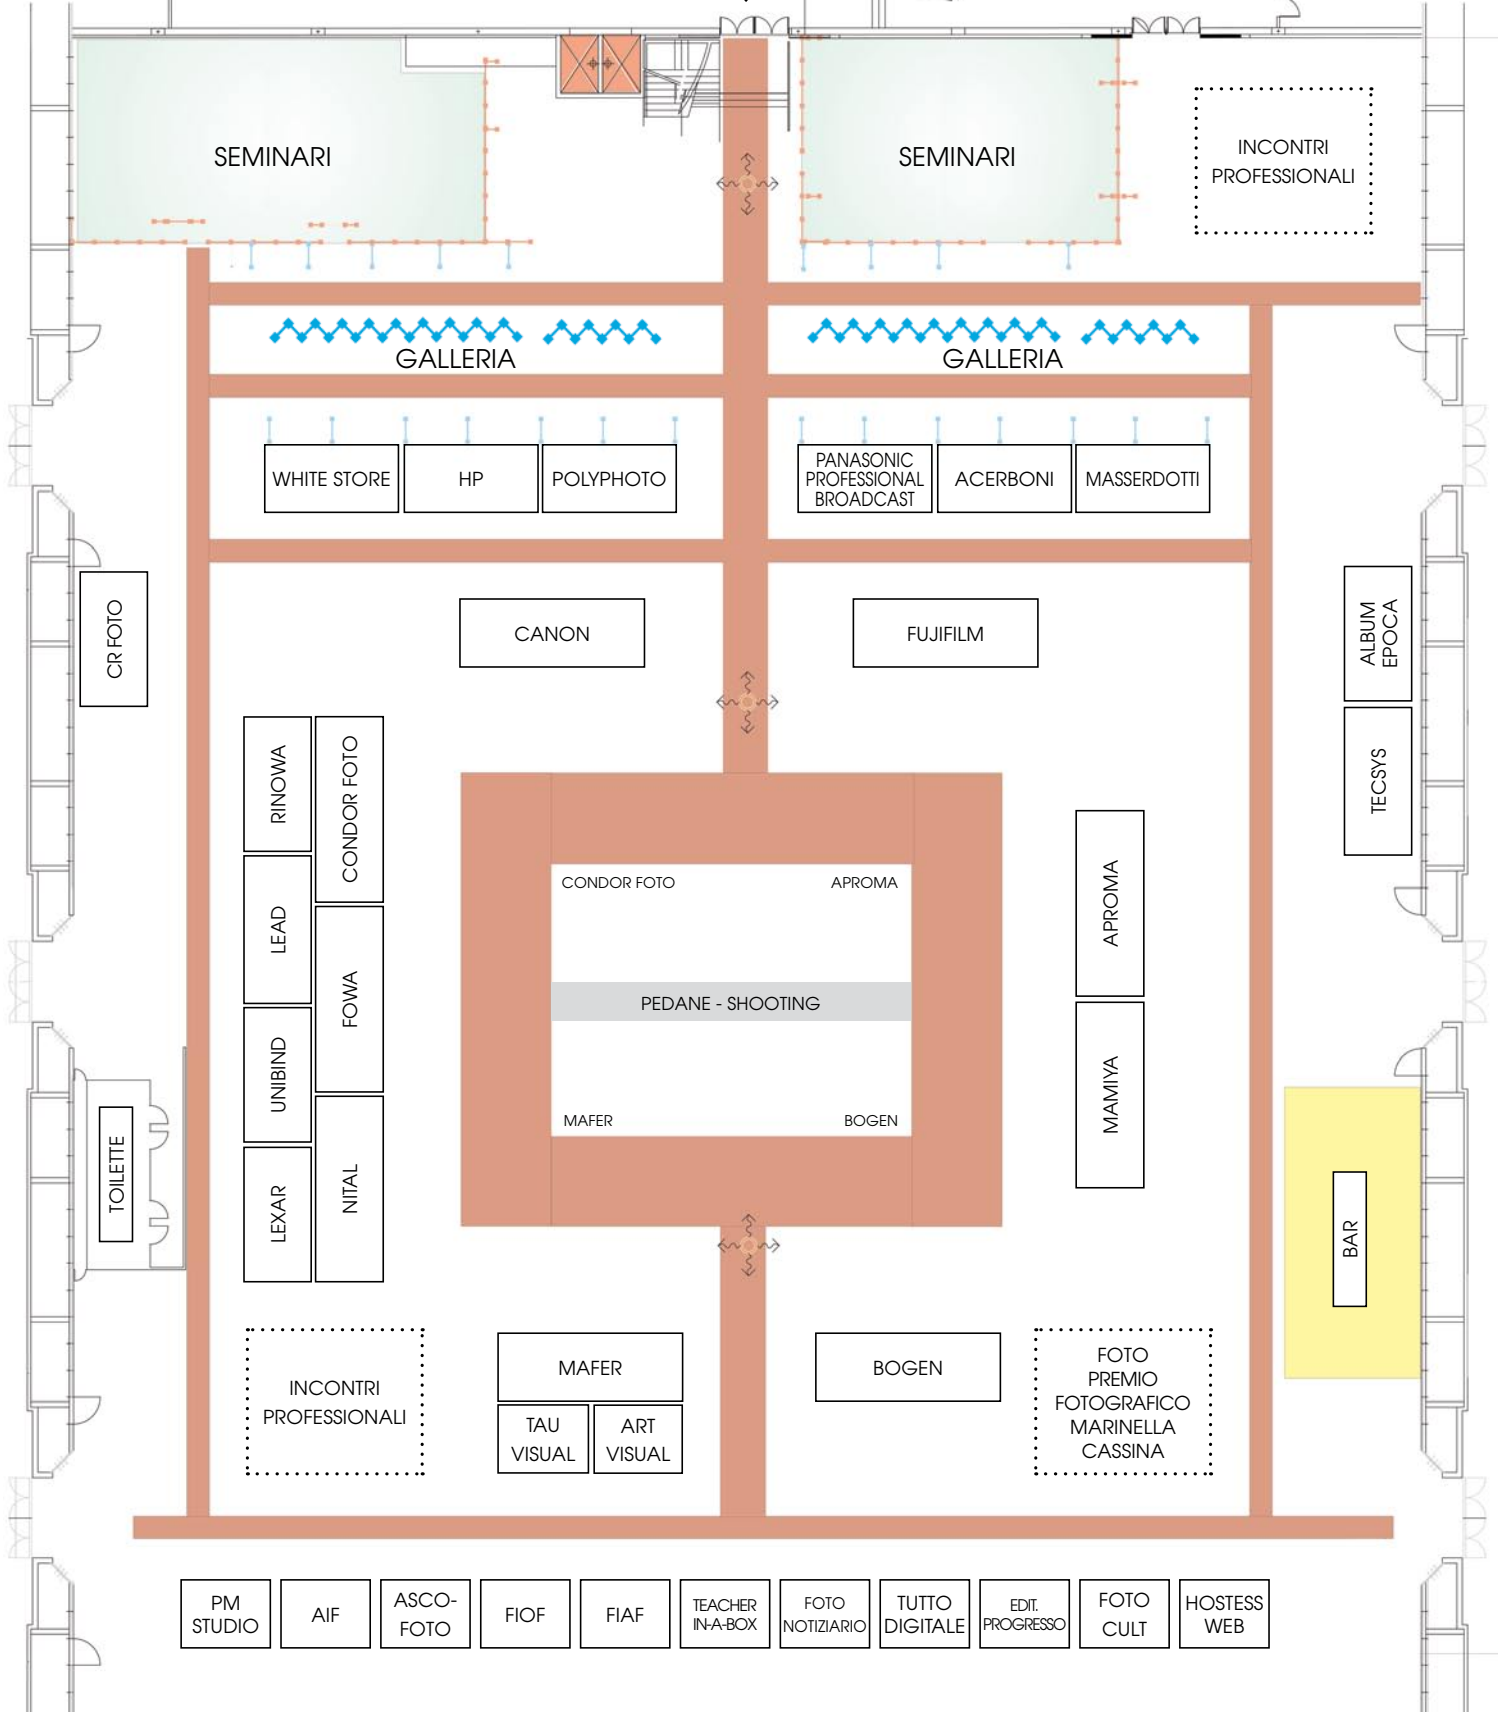 SEMINARI
SEMINARI
INCONTRI
PROFESSIONALI
GALLERIA
GALLERIA
WHITE STORE
HP
POLYPHOTO
PANASONIC
PROFESSIONAL
BROADCAST
ACERBONI
MASSERDOTTI
CR FOTO
CANON
FUJIFILM
ALBUM
EPOCA
TECSYS
RINOWA
CONDOR FOTO
LEAD
FOWA
UNIBIND
LEXAR
NITAL
CONDOR FOTO
APROMA
PEDANE - SHOOTING
MAFER
BOGEN
APROMA
MAMIYA
TOILETTE
BAR
INCONTRI
PROFESSIONALI
MAFER
TAU
VISUAL
ART
VISUAL
BOGEN
FOTO
PREMIO
FOTOGRAFICO
MARINELLA
CASSINA
PM
STUDIO
AIF
ASCO-
FOTO
FIOF
FIAF
TEACHER
IN-A-BOX
FOTO
NOTIZIARIO
TUTTO
DIGITALE
EDIT.
PROGRESSO
FOTO
CULT
HOSTESS
WEB